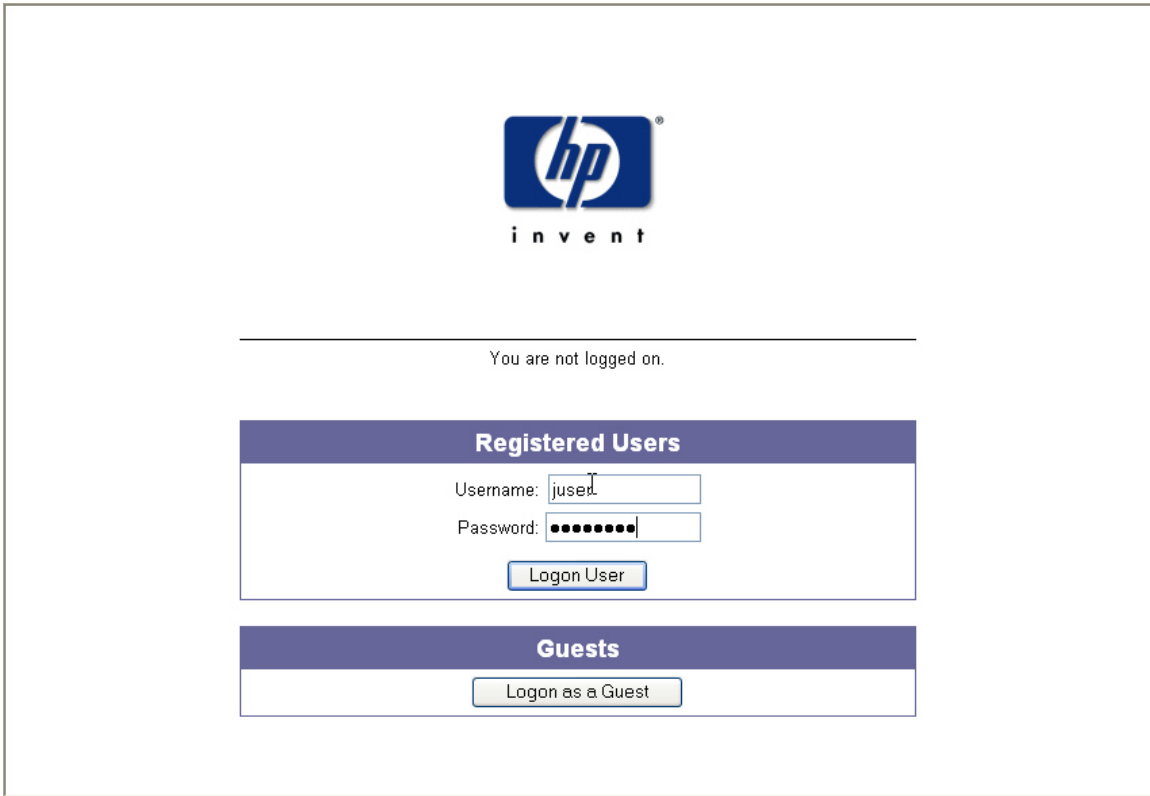 hp®
invent
You are not logged on.
Registered Users
Username: juser
Password: ●●●●●●●●
Logon User
Guests
Logon as a Guest